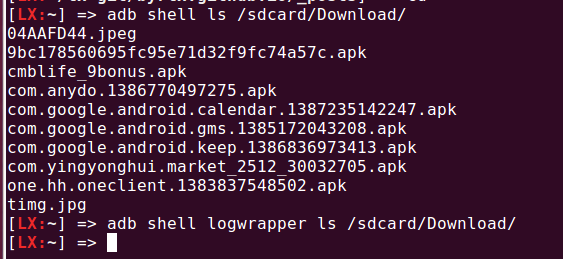 [LX:~] => adb shell ls /sdcard/Download/
04AAFD44.jpeg
9bc178560695fc95e71d32f9fc74a57c.apk
cmblife_9bonus.apk
com.anydo.1386770497275.apk
com.google.android.calendar.1387235142247.apk
com.google.android.gms.1385172043208.apk
com.google.android.keep.1386836973413.apk
com.yingyonghui.market_2512_30032705.apk
one.hh.oneclient.1383837548502.apk
timg.jpg
[LX:~] => adb shell logwrapper ls /sdcard/Download/
[LX:~] =>